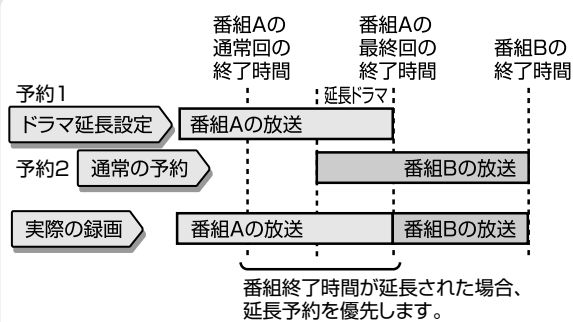 番組Aの
通常回の
終了時間
番組Aの
最終回の
終了時間
番組Bの
終了時間
予約1
延長ドラマ
ドラマ延長設定
番組Aの放送
予約2
通常の予約
番組Bの放送
実際の録画
番組Aの放送
番組Bの放送
番組終了時間が延長された場合、
延長予約を優先します。